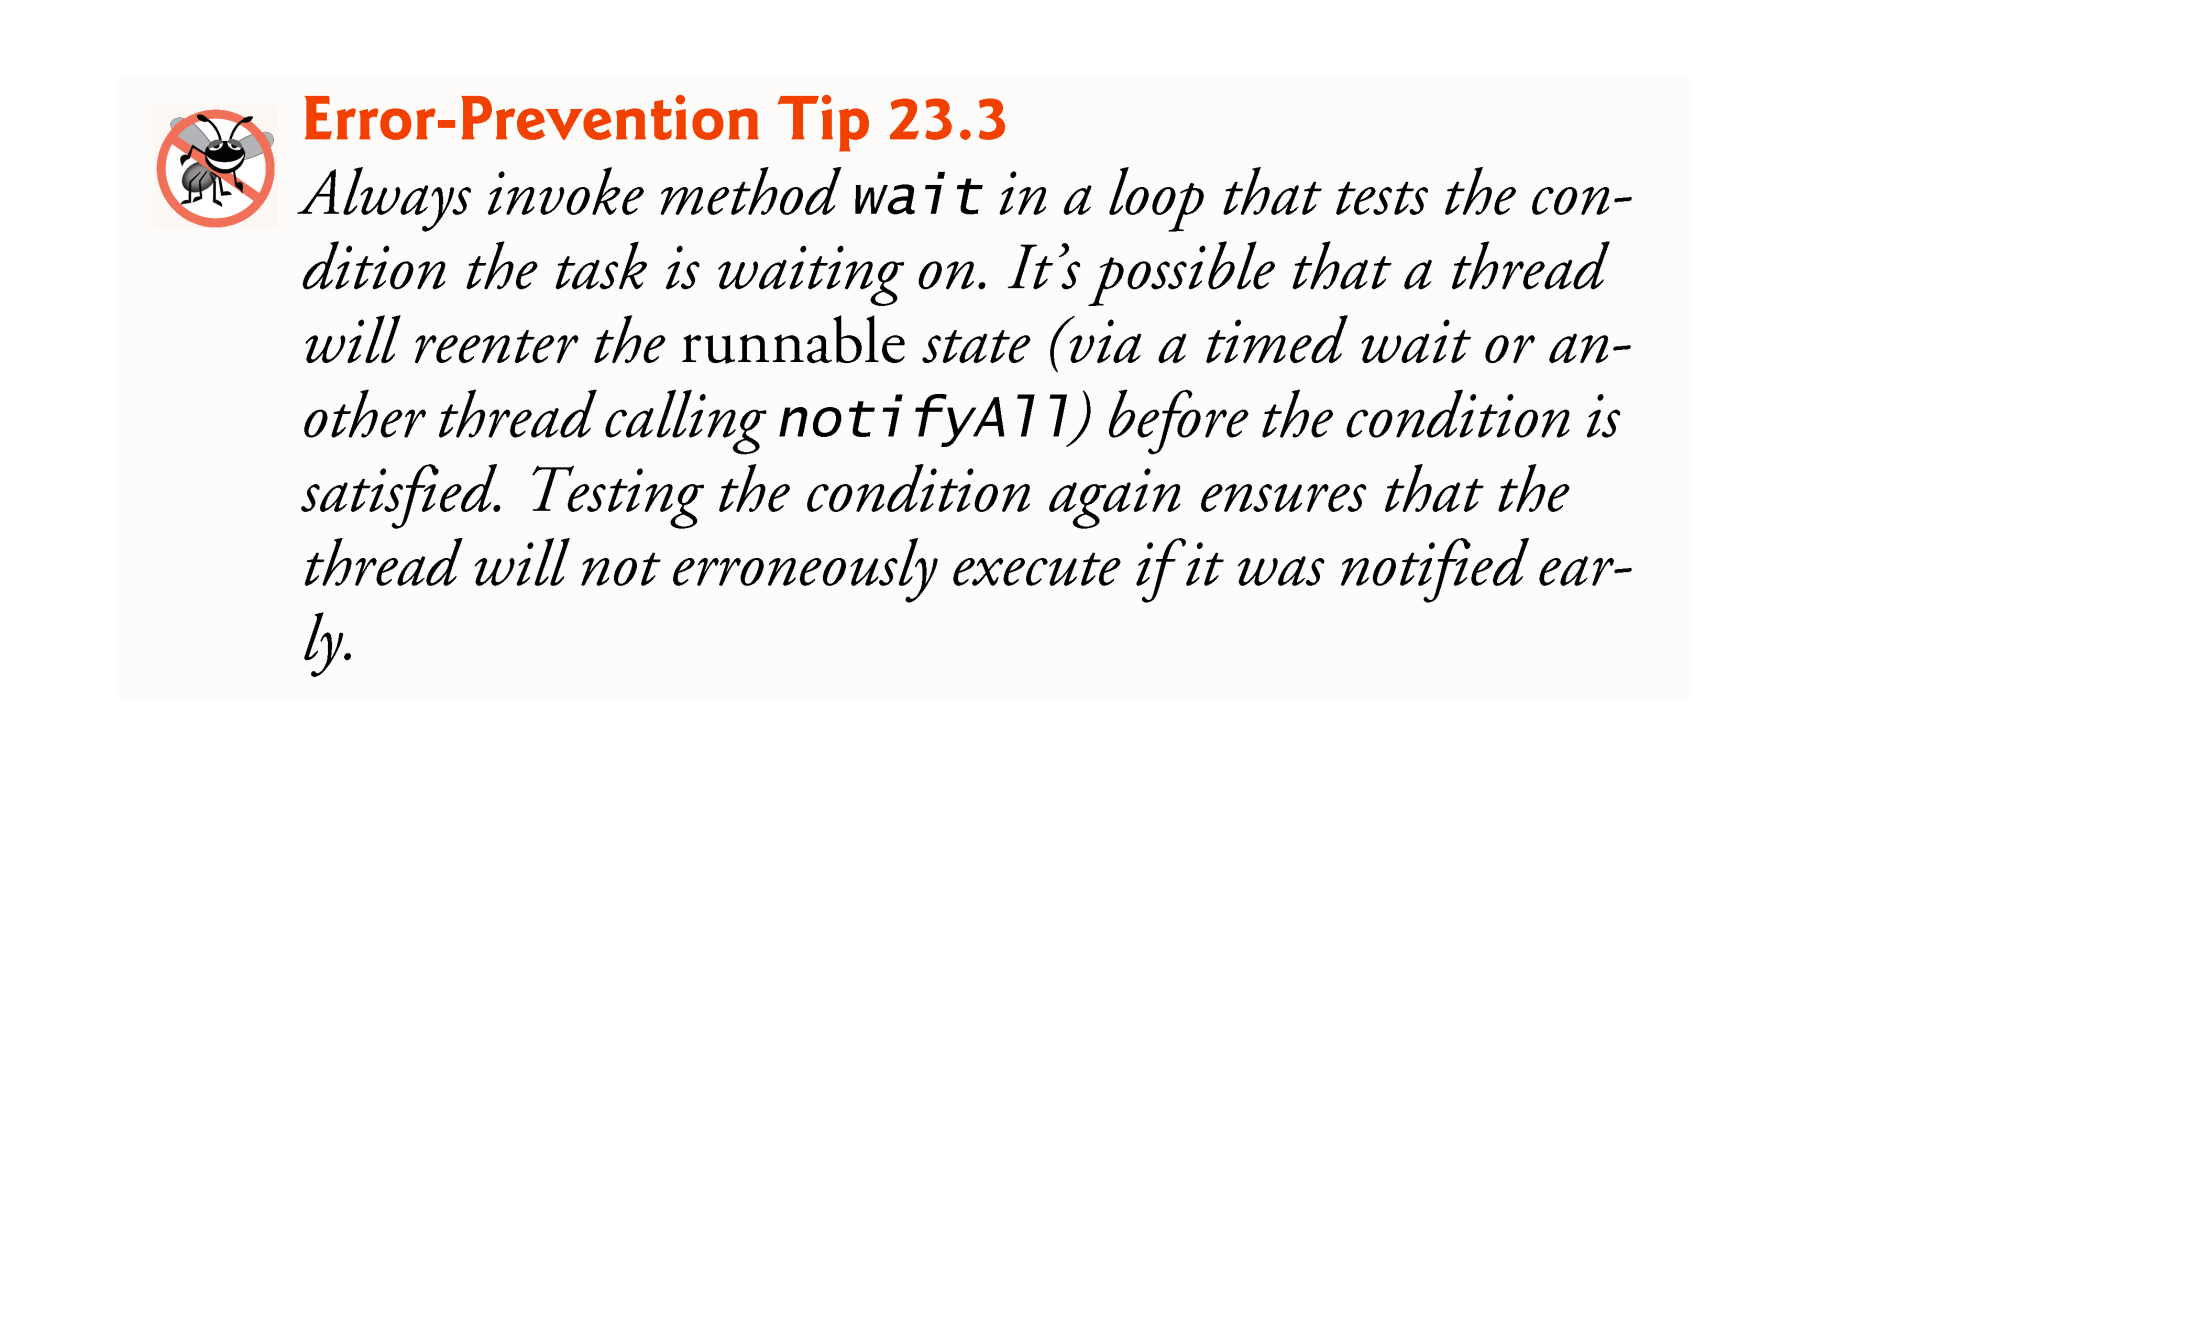 Error-Prevention Tip 23.3
Always invoke method wait in a loop that tests the con-
dition the task is waiting on. It’s possible that a thread
will reenter the runnable state (via a timed wait or an-
other thread calling notifyAll) before the condition is
satisfied. Testing the condition again ensures that the
thread will not erroneously execute if it was notified ear-
ly.